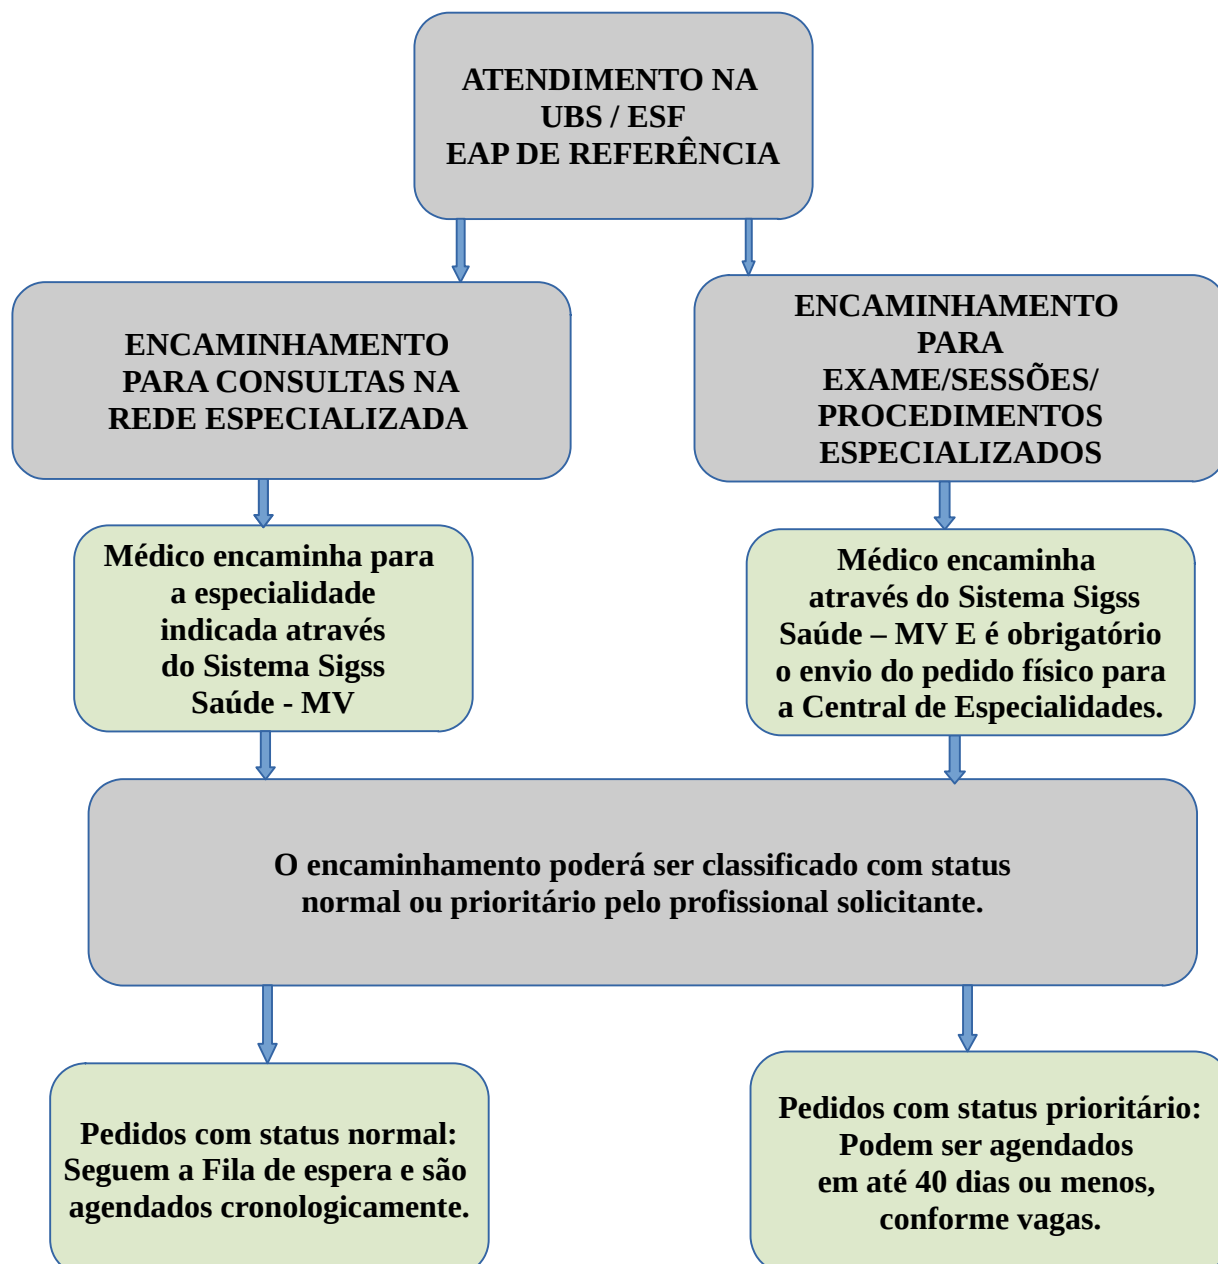 ATENDIMENTO NA
UBS / ESF
EAP DE REFERÊNCIA
ENCAMINHAMENTO
PARA CONSULTAS NA
REDE ESPECIALIZADA
ENCAMINHAMENTO
PARA
EXAME/SESSÕES/
PROCEDIMENTOS
ESPECIALIZADOS
Médico encaminha para
a especialidade
indicada através
do Sistema Sigss
Saúde - MV
Médico encaminha
através do Sistema Sigss
Saúde – MV E é obrigatório
o envio do pedido físico para
a Central de Especialidades.
O encaminhamento poderá ser classificado com status
normal ou prioritário pelo profissional solicitante.
Pedidos com status normal:
Seguem a Fila de espera e são
agendados cronologicamente.
Pedidos com status prioritário:
Podem ser agendados
em até 40 dias ou menos,
conforme vagas.